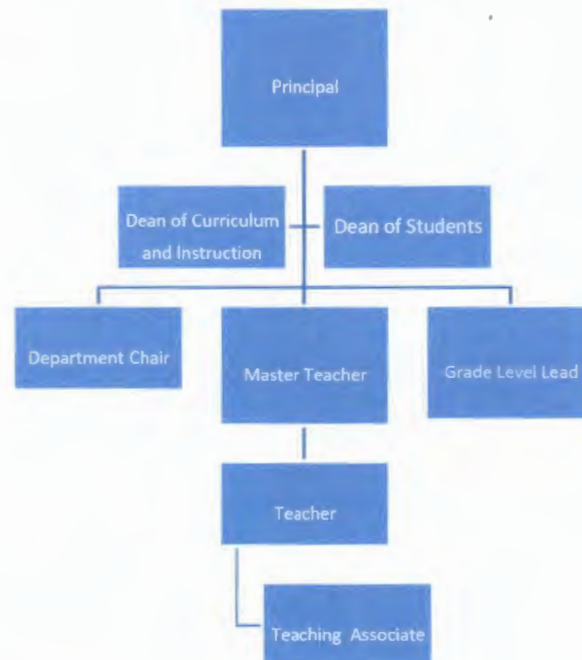 Principal
Dean of Curriculum
and Instruction
Dean of Students
Department Chair
Master Teacher
Grade Level Lead
Teacher
Teaching Associate